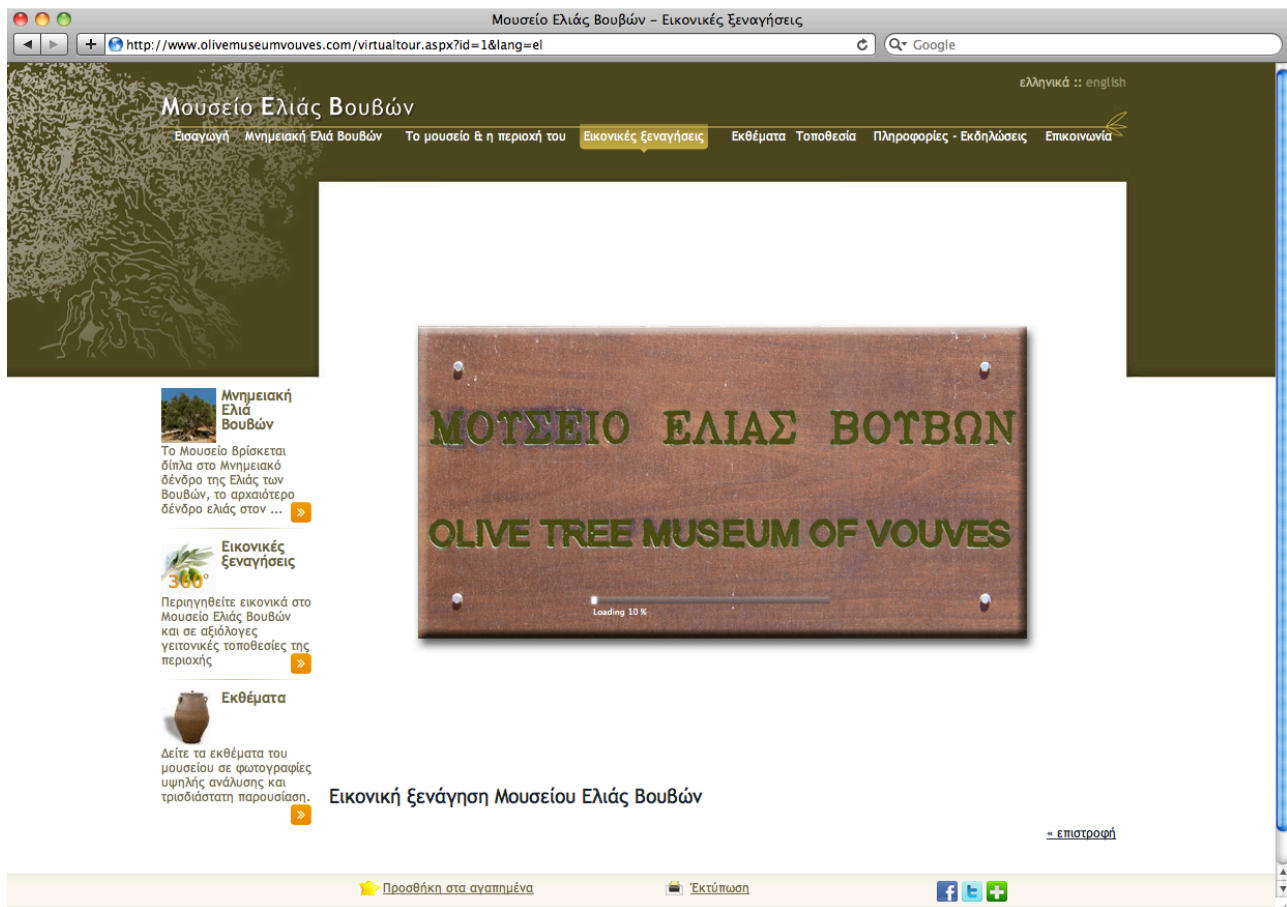 Μουσείο Ελιάς Βουβών – Εικονικές ξεναγήσεις
http://www.olivemuseumvouves.com/virtualtour.aspx?id=1&lang=el
Google
ελληνικά :: english
Μουσείο Ελιάς Βουβών
Εισαγωγή Μνημειακή Ελιά Βουβών Το μουσείο & η περιοχή του Εικονικές ξεναγήσεις Εκθέματα Τοποθεσία Πληροφορίες - Εκδηλώσεις Επικοινωνία
ΜΟΥΣΕΙΟ ΕΛΙΑΣ ΒΟΥΒΩΝ
OLIVE TREE MUSEUM OF VOUVES
Loading 10 %
Μνημειακή
Ελιά
Βουβών
Το Μουσείο βρίσκεται
δίπλα στο Μνημειακό
δένδρο της Ελιάς των
Βουβών, το αρχαιότερο
δένδρο ελιάς στον ...
360°
Εικονικές
ξεναγήσεις
Περιηγηθείτε εικονικά στο
Μουσείο Ελιάς Βουβών
και σε αξιόλογες
γειτονικές τοποθεσίες της
περιοχής
Εκθέματα
Δείτε τα εκθέματα του
μουσείου σε φωτογραφίες
υψηλής ανάλυσης και
τρισδιάστατη παρουσίαση.
Εικονική ξενάγηση Μουσείου Ελιάς Βουβών
« επιστροφή
Προσθήκη στα αγαπημένα
Έκτύπωση